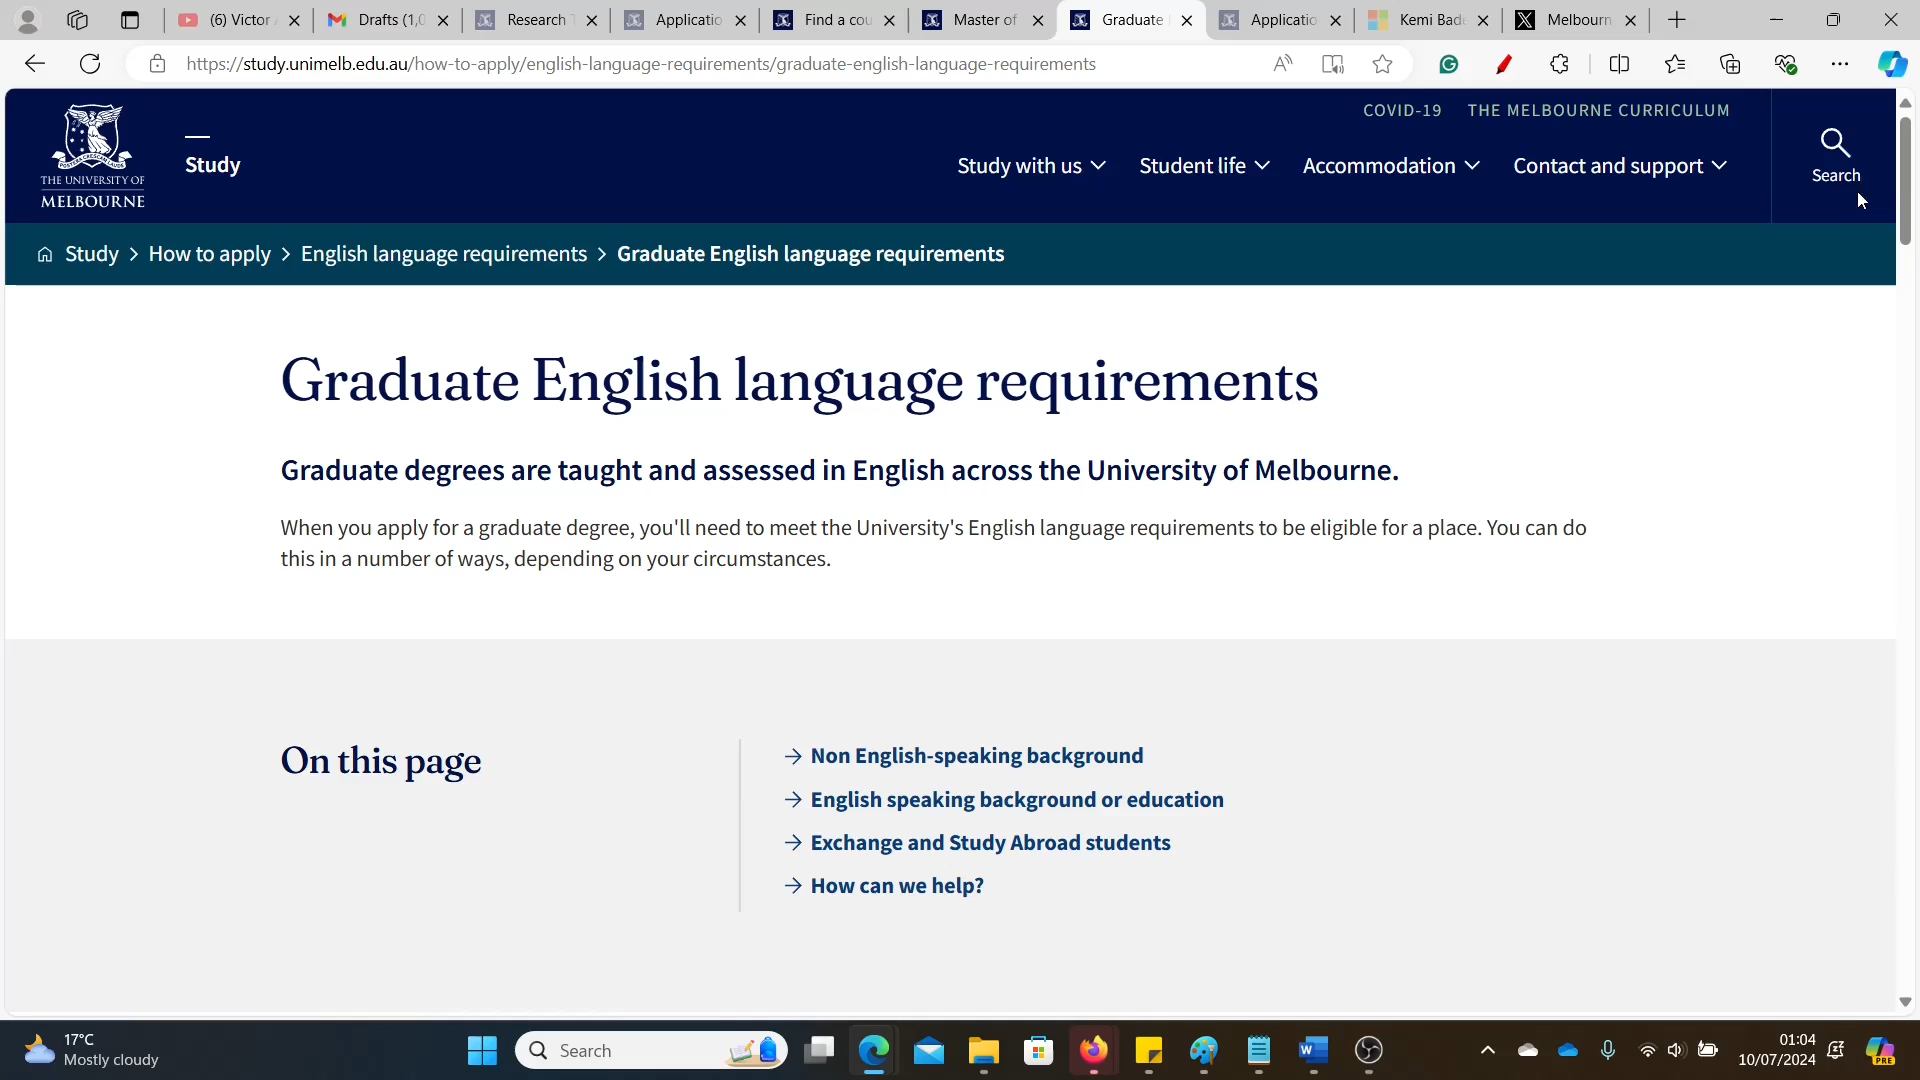 (6) Victor
Drafts (1,0
Research T
Applicatio
Find a cou
Master of
Graduate
Applicatio
Kemi Bade
Melbourn
https://study.unimelb.edu.au/how-to-apply/english-language-requirements/graduate-english-language-requirements
COVID-19 THE MELBOURNE CURRICULUM
THE UNIVERSITY OF
MELBOURNE
Study
Study with us
Student life
Accommodation
Contact and support
Search
Study > How to apply > English language requirements > Graduate English language requirements
Graduate English language requirements
Graduate degrees are taught and assessed in English across the University of Melbourne.
When you apply for a graduate degree, you'll need to meet the University's English language requirements to be eligible for a place. You can do
this in a number of ways, depending on your circumstances.
On this page
→ Non English-speaking background
→ English speaking background or education
→ Exchange and Study Abroad students
→ How can we help?
17°C
Mostly cloudy
Search
01:04
10/07/2024
PRE